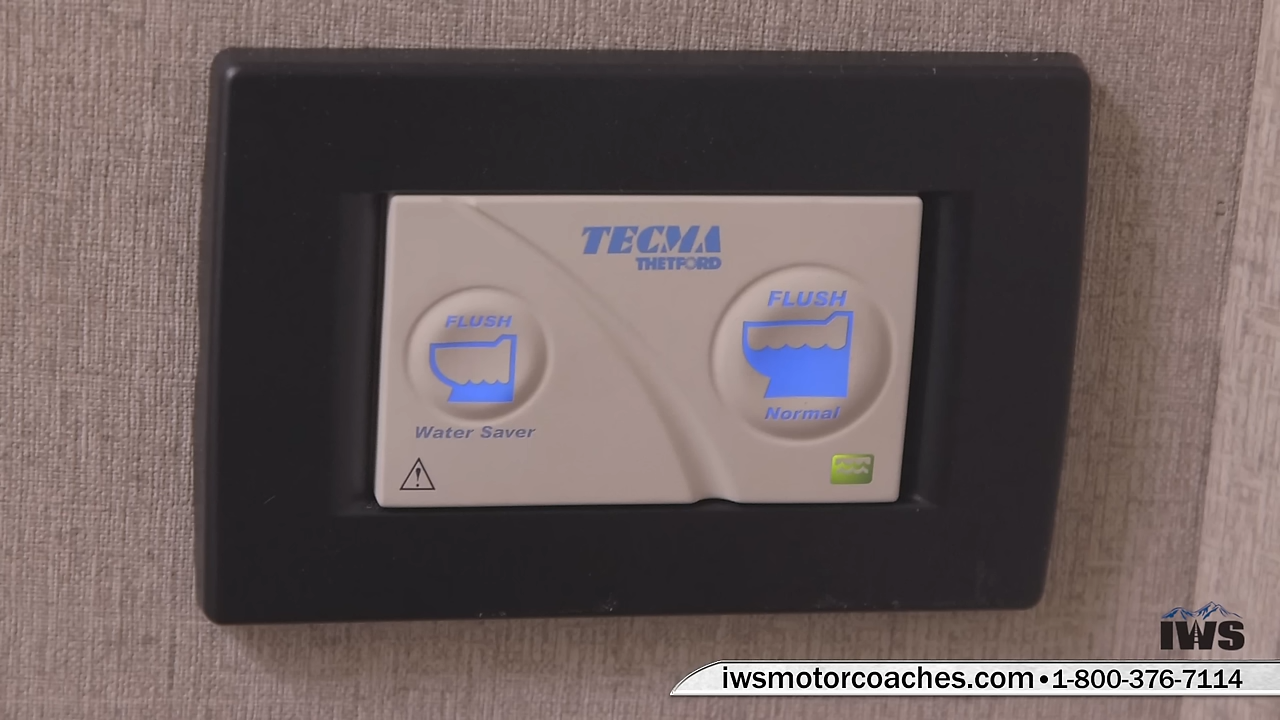 TECMA
THETFORD
FLUSH
Water Saver
FLUSH
Normal
IWS
iwsmotorcoaches.com•1-800-376-7114